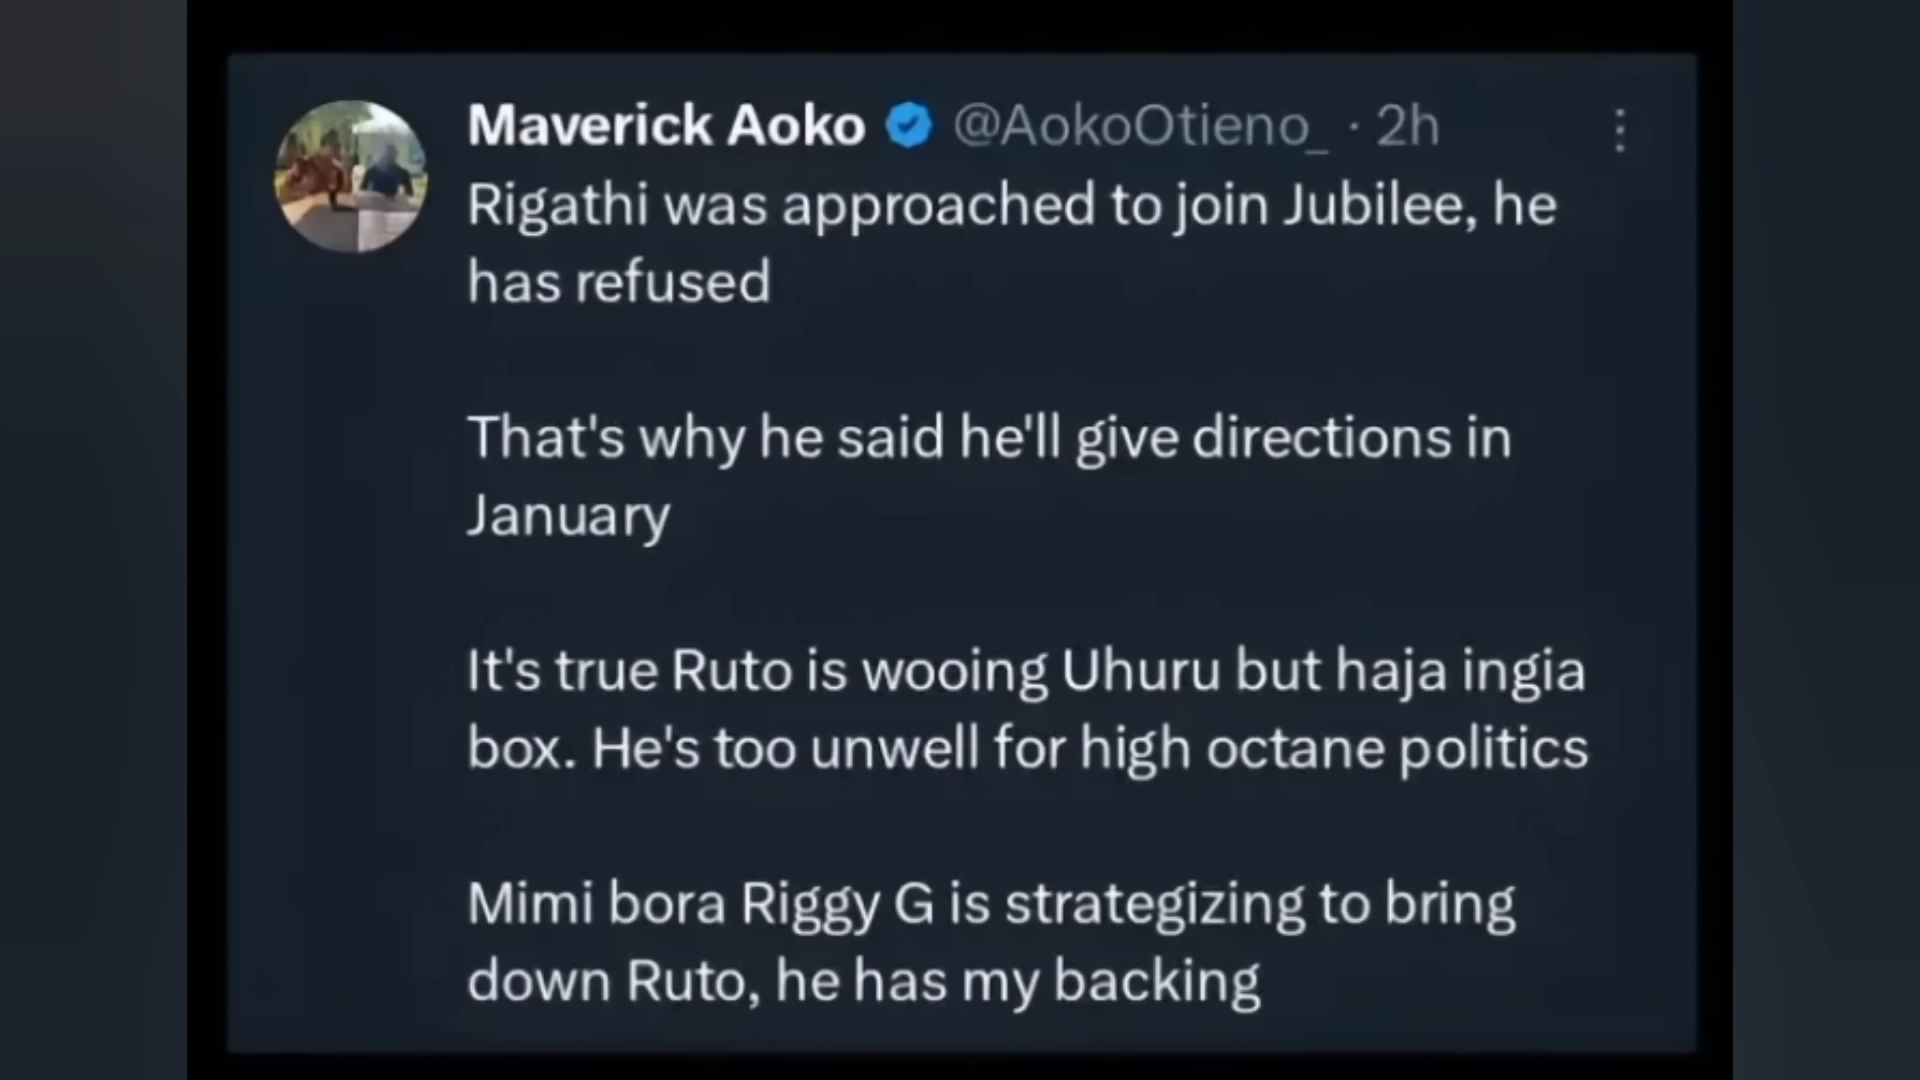 Maverick Aoko @AokoOtieno_ · 2h
Rigathi was approached to join Jubilee, he
has refused
That's why he said he'll give directions in
January
It's true Ruto is wooing Uhuru but haja ingia
box. He's too unwell for high octane politics
Mimi bora Riggy G is strategizing to bring
down Ruto, he has my backing